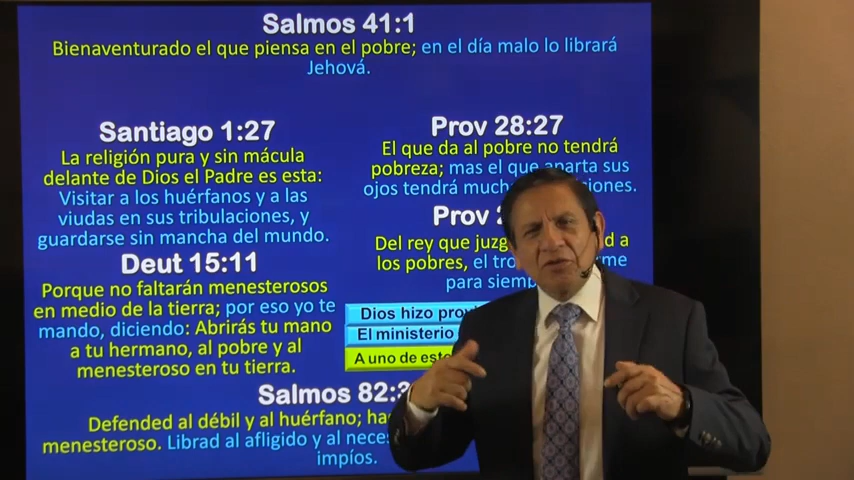 Salmos 41:1
Bienaventurado el que piensa en el pobre; en el día malo lo librará
Jehová.
Santiago 1:27
La religión pura y sin mácula
delante de Dios el Padre es esta:
Visitar a los huérfanos y a las
viudas en sus tribulaciones, y
guardarse sin mancha del mundo.
Deut 15:11
Porque no faltarán menesterosos
en medio de la tierra; por eso yo te
mando, diciendo: Abrirás tu mano
a tu hermano, al pobre y al
menesteroso en tu tierra.
Prov 28:27
El que da al pobre no tendrá
pobreza; mas el que aparta sus
ojos tendrá
Prov
Del rey que
a
los pobres, el
para
Dios hizo
El ministerio
A uno de
Salmos 82:3
Defended al débil y al huérfano;
menesteroso. Librad al afligido y al
impíos.